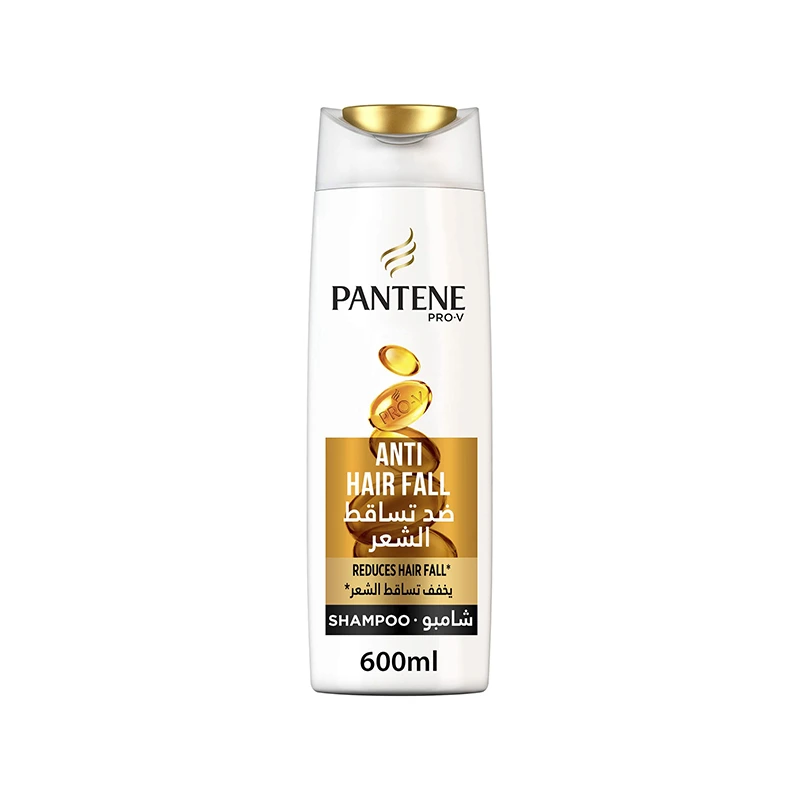 PANTENE
PRO-V
PRO-V
ANTI
HAIR FALL
ضد تساقط
الشعر
REDUCES HAIR FALL*
يخفف تساقط الشعر*
SHAMPOO · شامبو
600ml